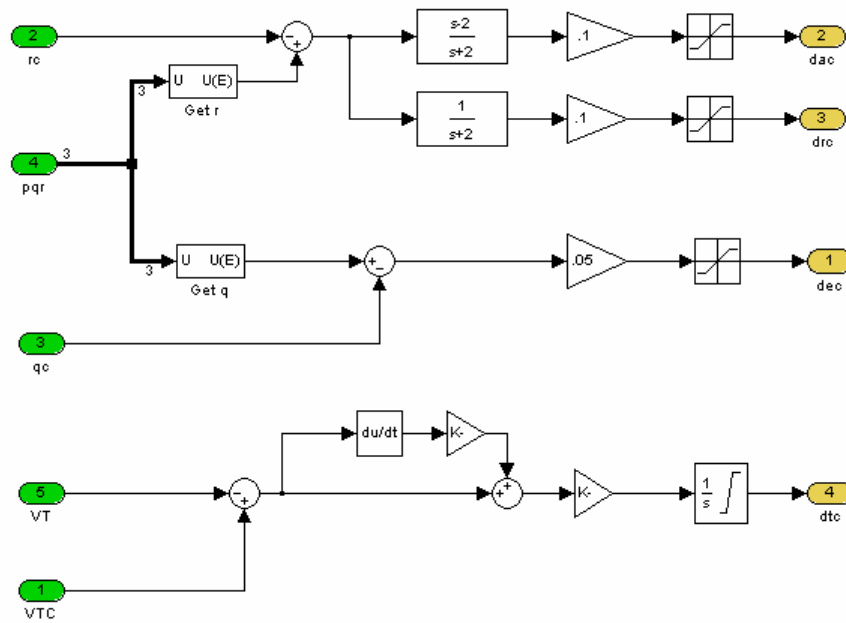 2
rc
- +
s-2
s+2
.1
2
dac
3
U U(E)
Get r
1
s+2
.1
3
drc
4
3
pqr
3
U U(E)
Get q
+ -
.05
1
dec
3
qc
du/dt
K-
5
VT
- +
+ +
K-
1
s
4
dtc
1
VTC